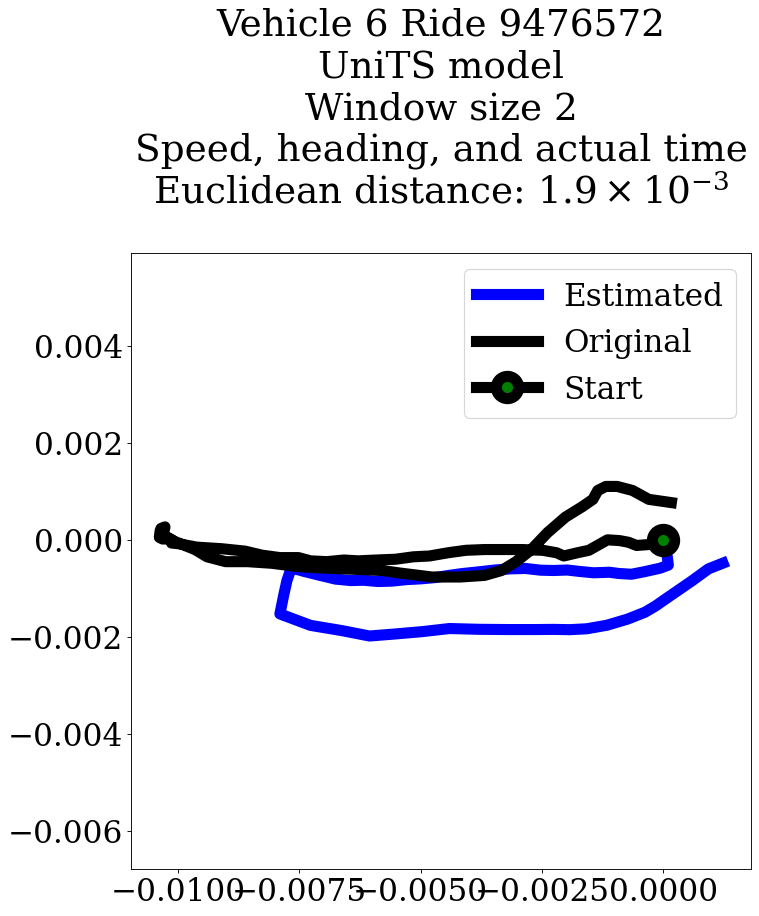 Vehicle 6 Ride 9476572
UniTS model
Window size 2
Speed, heading, and actual time
Euclidean distance: 1.9 × 10⁻³
Estimated
Original
Start
0.004
0.002
0.000
−0.002
−0.004
−0.006
−0.0100
−0.0075
−0.0050
−0.0025
0.0000